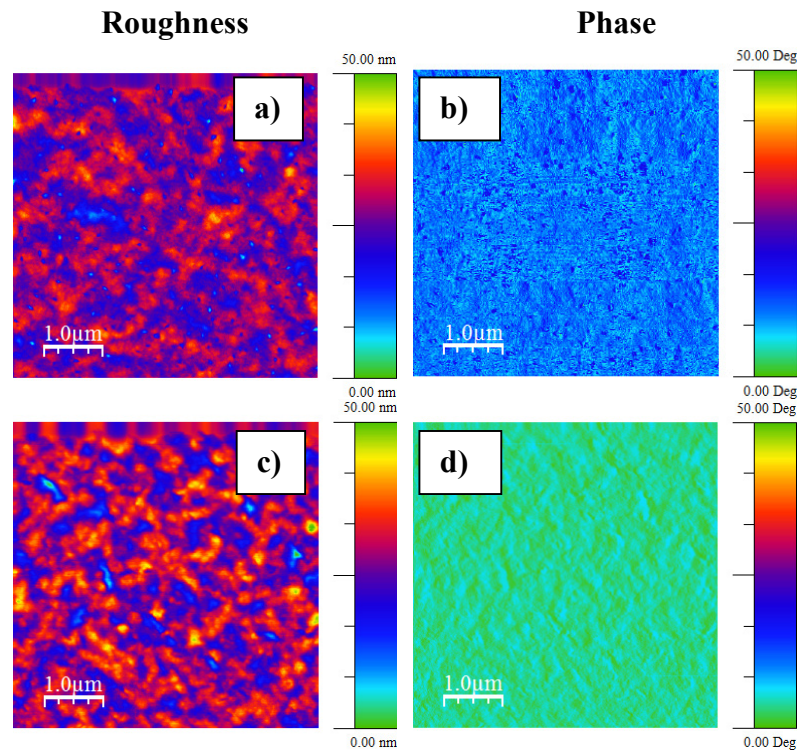 Roughness
Phase
50.00 nm
50.00 Deg
a)
b)
1.0µm
1.0µm
0.00 nm
0.00 Deg
50.00 nm
50.00 Deg
c)
d)
1.0µm
1.0µm
0.00 nm
0.00 Deg